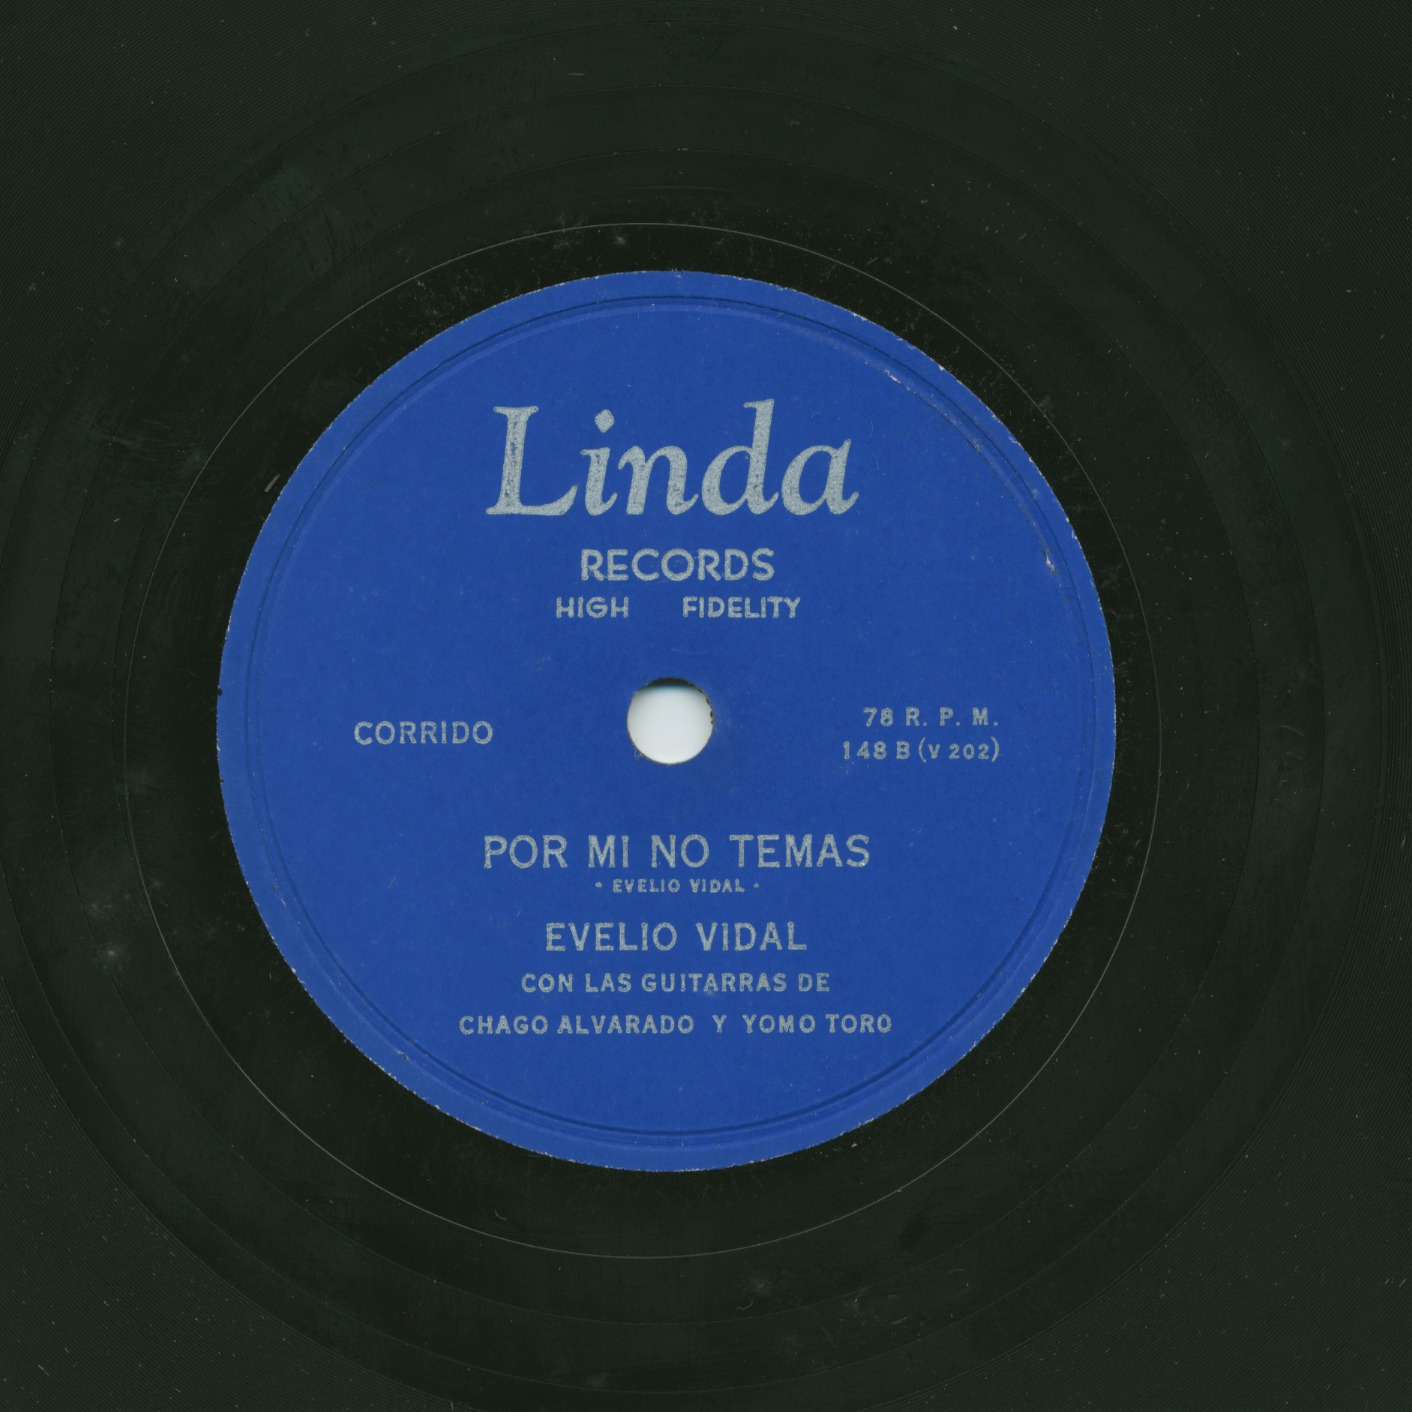 Linda
RECORDS
HIGH FIDELITY
CORRIDO
78 R. P. M.
148 B (V 202)
POR MI NO TEMAS
- EVELIO VIDAL -
EVELIO VIDAL
CON LAS GUITARRAS DE
CHAGO ALVARADO Y YOMO TORO